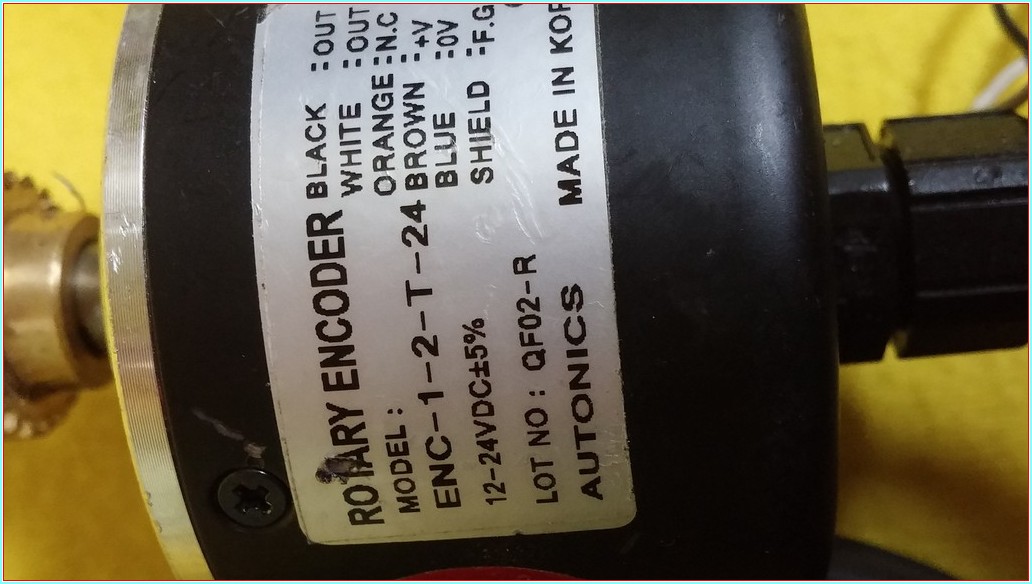 ROTARY ENCODER
MODEL :
ENC-1-2-T-24
12-24VDC±5%
LOT NO : QF02-R
AUTONICS
BLACK :OUT
WHITE :OUT
ORANGE :N.C
BROWN :+V
BLUE :0V
SHIELD :F.G
MADE IN KOR